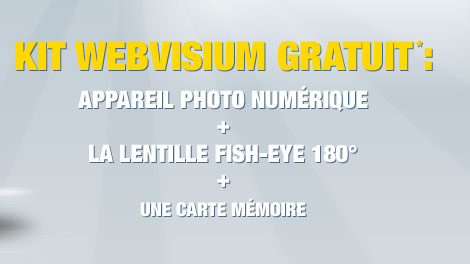 KIT WEBVISIUM GRATUIT*:
APPAREIL PHOTO NUMÉRIQUE
+
LA LENTILLE FISH-EYE 180°
+
UNE CARTE MÉMOIRE